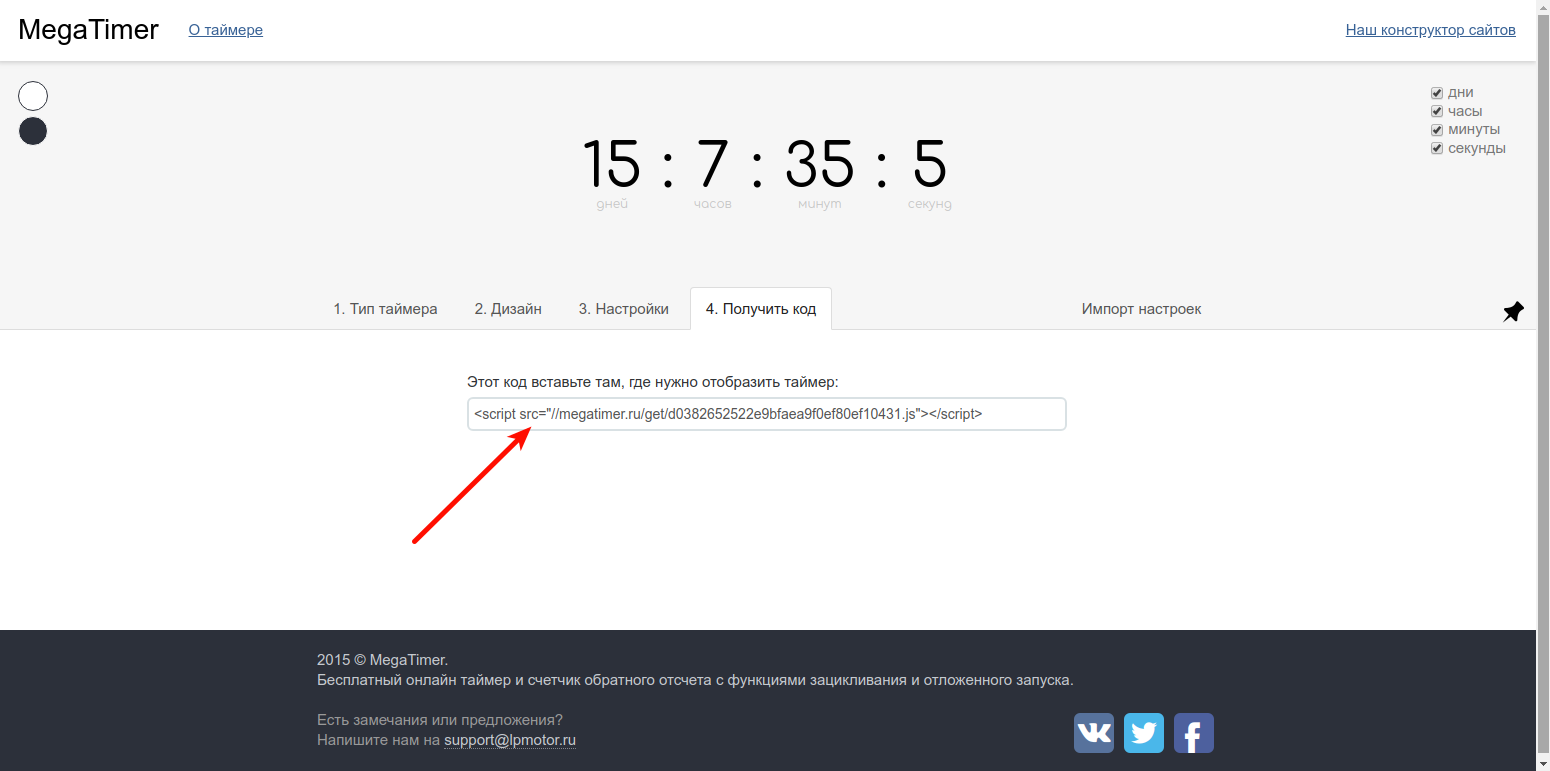 MegaTimer О таймере Наш конструктор сайтов
дни
часы
минуты
секунды
15 : 7 : 35 : 5
дней часов минут секунд
1. Тип таймера 2. Дизайн 3. Настройки 4. Получить код Импорт настроек
Этот код вставьте там, где нужно отобразить таймер:
<script src="//megatimer.ru/get/d0382652522e9bfaea9f0ef80ef10431.js"></script>
2015 © MegaTimer.
Бесплатный онлайн таймер и счетчик обратного отсчета с функциями зацикливания и отложенного запуска.
Есть замечания или предложения?
Напишите нам на support@lpmotor.ru